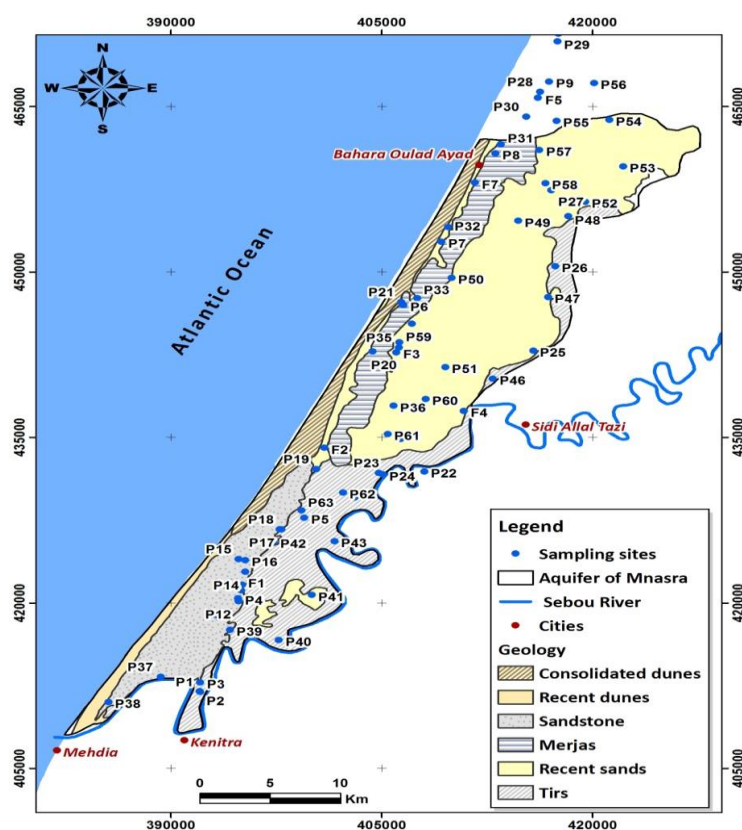 390000 405000 420000
N
W E
S
465000 465000
450000 450000
435000 435000
420000 420000
405000 405000
P29
P28 P9 P56
F5
P30
P55 P54
P31
Bahara Oulad Ayad P8 P57
P53
F7 P58
P27 P52
P49 P48
P32
P7
P26
P50
P21 P33
P6 P47
P35 P59
F3
P20 P25
P51
P46
P60
P36 F4
Sidi Allal Tazi
P61
F2
P19 P23
P24 P22
P62
P63
P5
P18
P17 P42 P43
P15
P16
P14 F1
P4 P41
P12
P39 P40
P37
P1 P3
P2
P38
Atlantic Ocean
Mehdia
Kenitra
0 5 10
Km
Legend
Sampling sites
Aquifer of Mnasra
Sebou River
Cities
Geology
Consolidated dunes
Recent dunes
Sandstone
Merjas
Recent sands
Tirs
390000 405000 420000